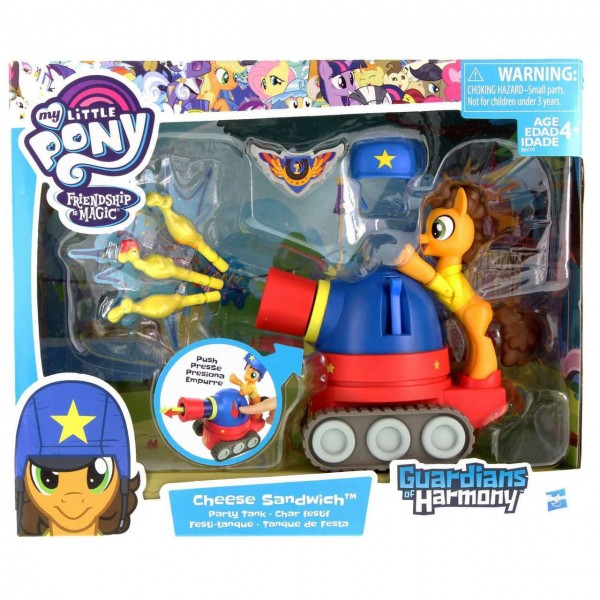 my LiTTLE
PONY
FRIENDSHIP
is MAGIC
WARNING:
CHOKING HAZARD–Small parts.
Not for children under 3 years.
AGE
EDAD 4+
IDADE
Push
Presse
Presiona
Empurre
Cheese Sandwich™
Party Tank • Char festif
Festi-tanque • Tanque de Festa
Guardians
of Harmony
Hasbro